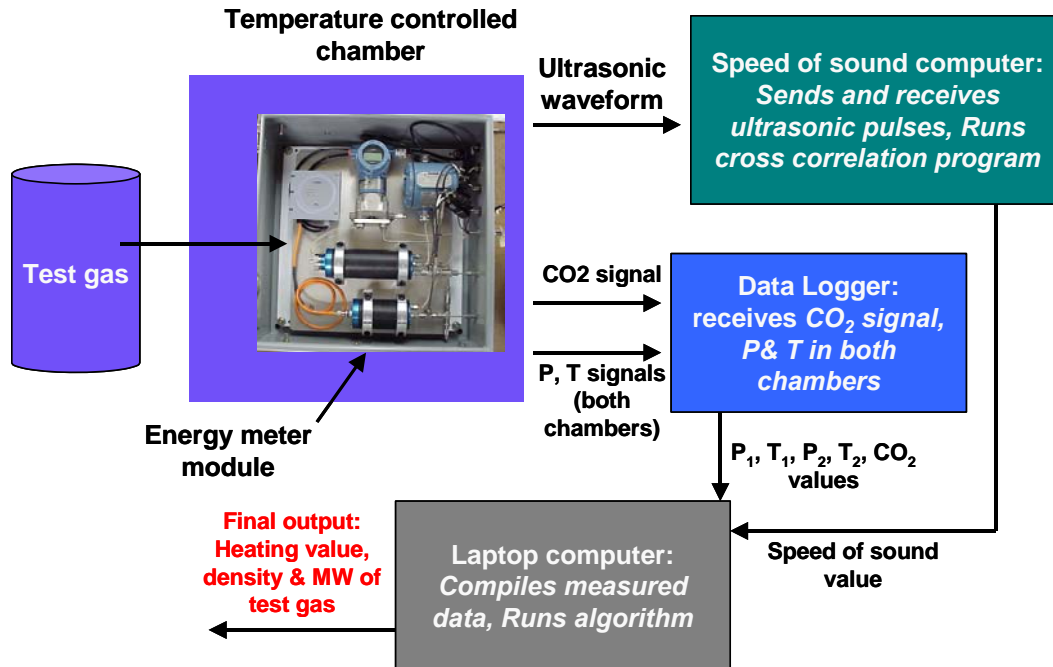 Temperature controlled
chamber
Ultrasonic
waveform
Speed of sound computer:
Sends and receives
ultrasonic pulses, Runs
cross correlation program
Test gas
CO2 signal
P, T signals
(both
chambers)
Data Logger:
receives CO₂ signal,
P& T in both
chambers
Energy meter
module
P₁, T₁, P₂, T₂, CO₂
values
Speed of sound
value
Laptop computer:
Compiles measured
data, Runs algorithm
Final output:
Heating value,
density & MW of
test gas